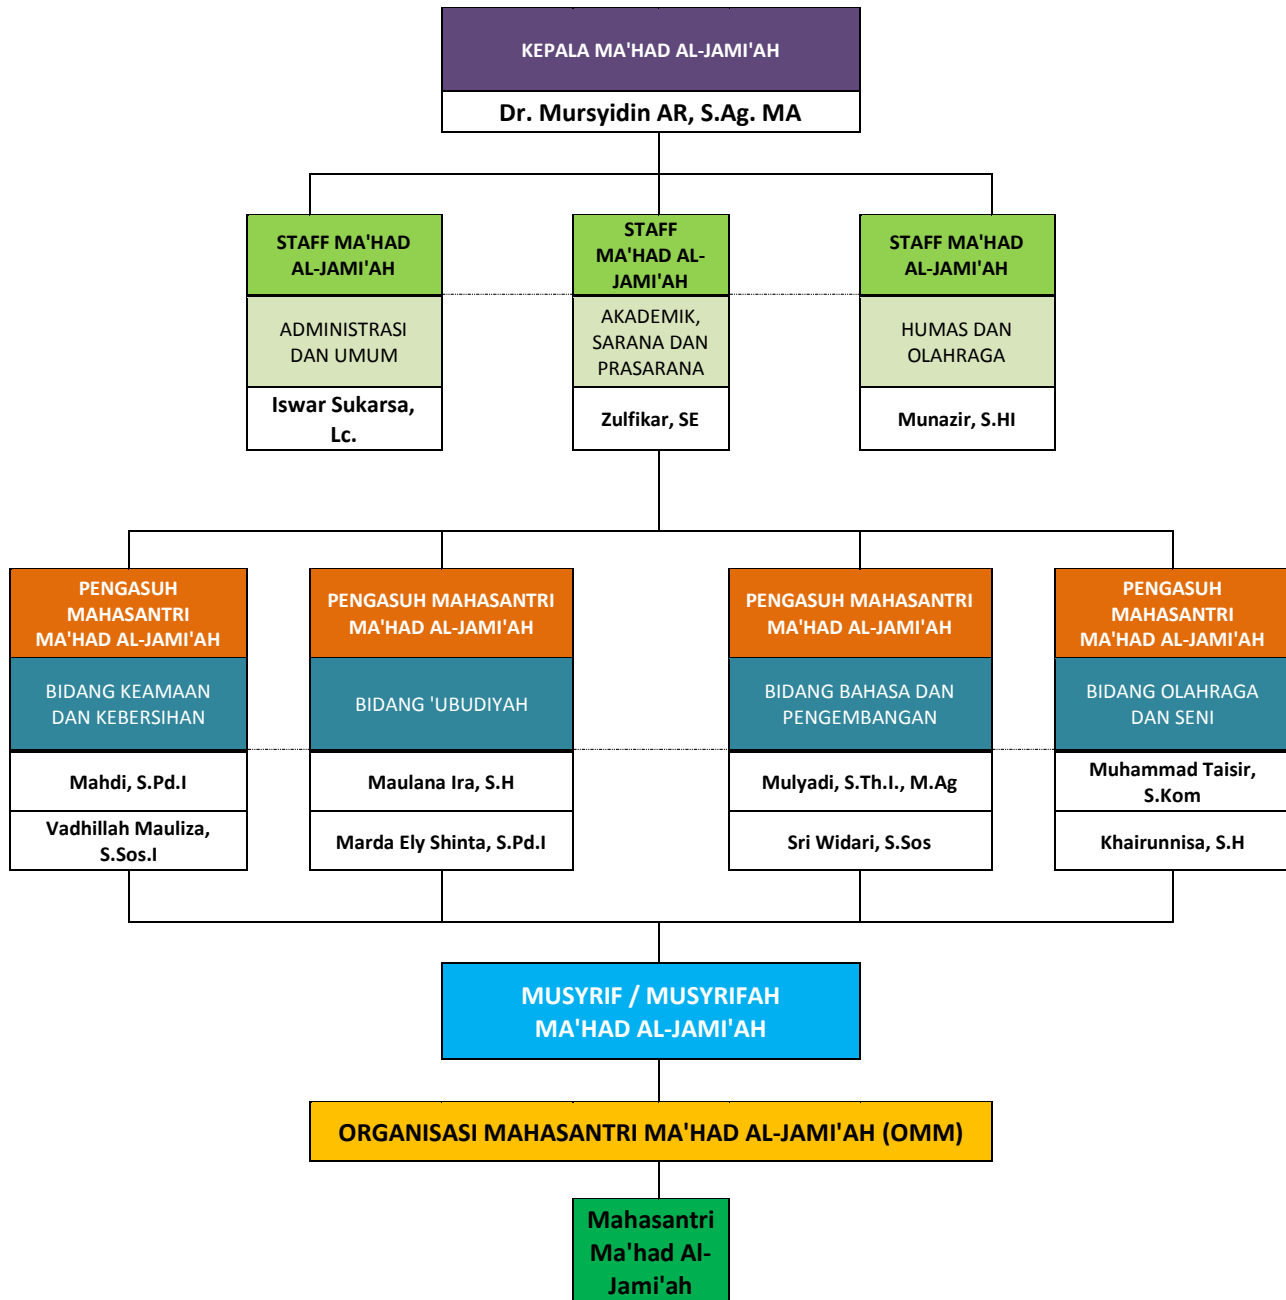 KEPALA MA'HAD AL-JAMI'AH
Dr. Mursyidin AR, S.Ag. MA
STAFF MA'HAD
AL-JAMI'AH
ADMINISTRASI
DAN UMUM
Iswar Sukarsa,
Lc.
STAFF
MA'HAD AL-
JAMI'AH
AKADEMIK,
SARANA DAN
PRASARANA
Zulfikar, SE
STAFF MA'HAD
AL-JAMI'AH
HUMAS DAN
OLAHRAGA
Munazir, S.HI
PENGASUH
MAHASANTRI
MA'HAD AL-JAMI'AH
BIDANG KEAMAAN
DAN KEBERSIHAN
Mahdi, S.Pd.I
Vadhillah Mauliza,
S.Sos.I
PENGASUH MAHASANTRI
MA'HAD AL-JAMI'AH
BIDANG 'UBUDIYAH
Maulana Ira, S.H
Marda Ely Shinta, S.Pd.I
PENGASUH MAHASANTRI
MA'HAD AL-JAMI'AH
BIDANG BAHASA DAN
PENGEMBANGAN
Mulyadi, S.Th.I., M.Ag
Sri Widari, S.Sos
PENGASUH
MAHASANTRI
MA'HAD AL-JAMI'AH
BIDANG OLAHRAGA
DAN SENI
Muhammad Taisir,
S.Kom
Khairunnisa, S.H
MUSYRIF / MUSYRIFAH
MA'HAD AL-JAMI'AH
ORGANISASI MAHASANTRI MA'HAD AL-JAMI'AH (OMM)
Mahasantri
Ma'had Al-
Jami'ah